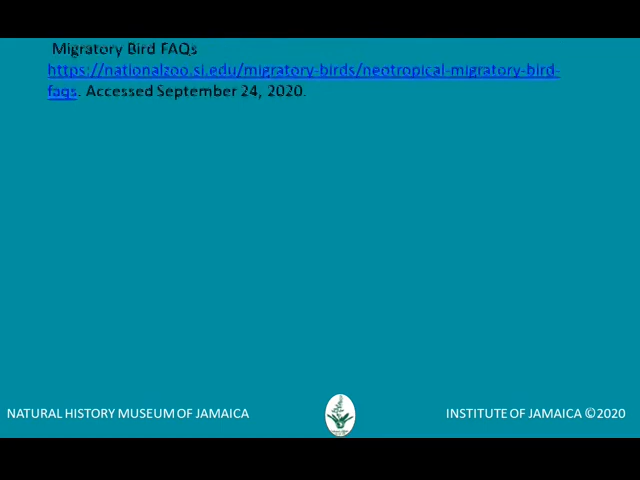 Migratory Bird FAQs
https://nationalzoo.si.edu/migratory-birds/neotropical-migratory-bird-
faqs. Accessed September 24, 2020.
NATURAL HISTORY MUSEUM OF JAMAICA
INSTITUTE OF JAMAICA ©2020